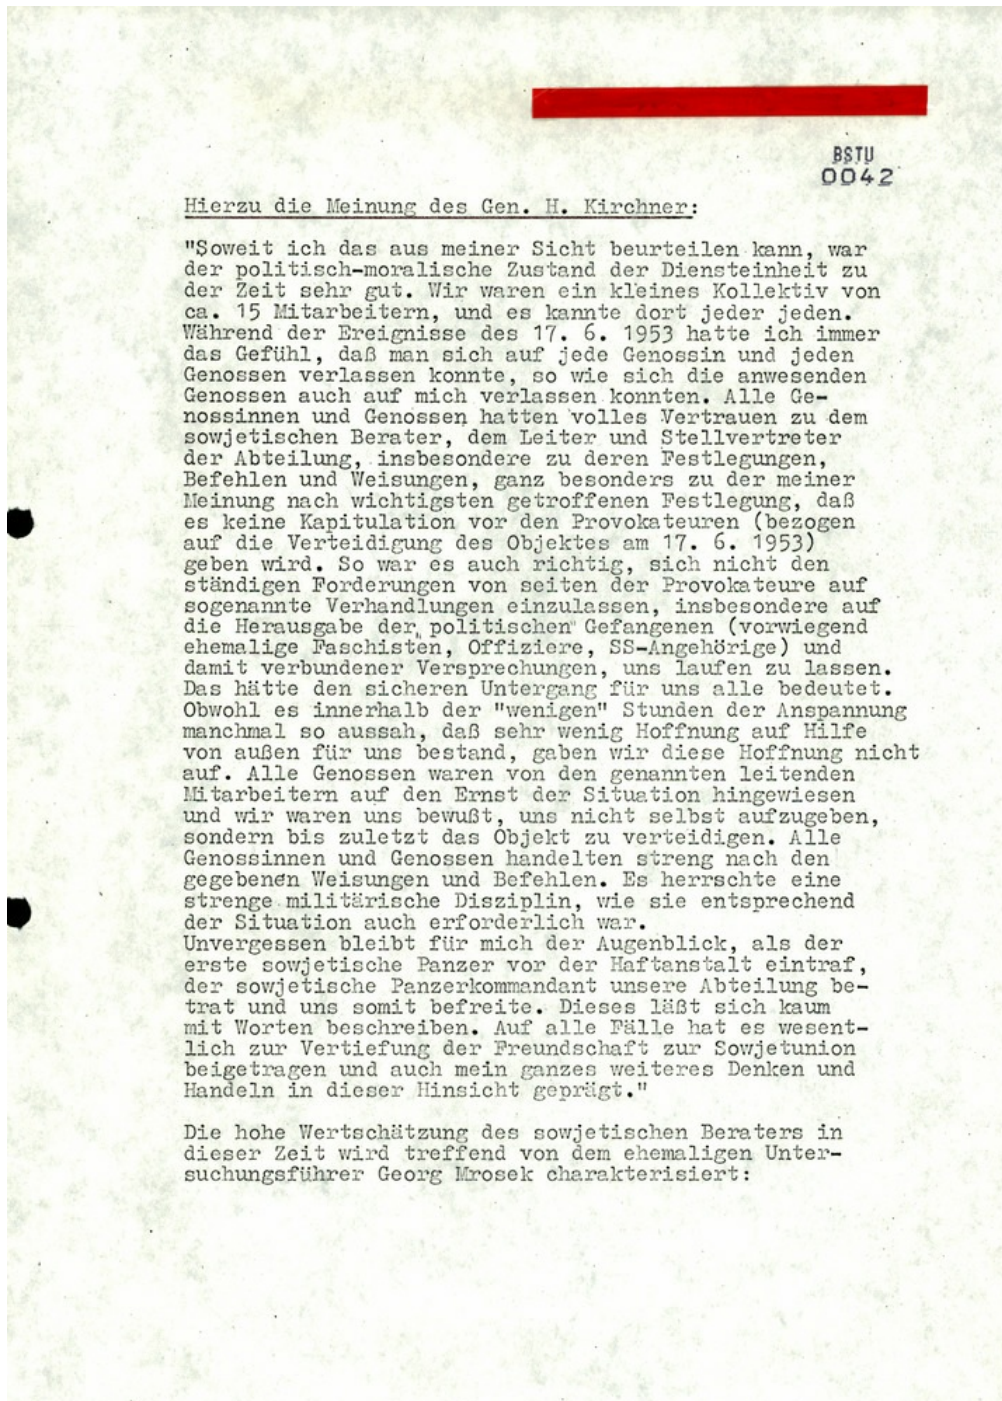 BSTU
0042
Hierzu die Meinung des Gen. H. Kirchner:
"Soweit ich das aus meiner Sicht beurteilen kann, war
der politisch-moralische Zustand der Diensteinheit zu
der Zeit sehr gut. Wir waren ein kleines Kollektiv von
ca. 15 Mitarbeitern, und es kannte dort jeder jeden.
Während der Ereignisse des 17. 6. 1953 hatte ich immer
das Gefühl, daß man sich auf jede Genossin und jeden
Genossen verlassen konnte, so wie sich die anwesenden
Genossen auch auf mich verlassen konnten. Alle Ge-
nossinnen und Genossen hatten volles Vertrauen zu dem
sowjetischen Berater, dem Leiter und Stellvertreter
der Abteilung, insbesondere zu deren Festlegungen,
Befehlen und Weisungen, ganz besonders zu der meiner
Meinung nach wichtigsten getroffenen Festlegung, daß
es keine Kapitulation vor den Provokateuren (bezogen
auf die Verteidigung des Objektes am 17. 6. 1953)
geben wird. So war es auch richtig, sich nicht den
ständigen Forderungen von seiten der Provokateure auf
sogenannte Verhandlungen einzulassen, insbesondere auf
die Herausgabe der „politischen" Gefangenen (vorwiegend
ehemalige Faschisten, Offiziere, SS-Angehörige) und
damit verbundener Versprechungen, uns laufen zu lassen.
Das hätte den sicheren Untergang für uns alle bedeutet.
Obwohl es innerhalb der "wenigen" Stunden der Anspannung
manchmal so aussah, daß sehr wenig Hoffnung auf Hilfe
von außen für uns bestand, gaben wir diese Hoffnung nicht
auf. Alle Genossen waren von den genannten leitenden
Mitarbeitern auf den Ernst der Situation hingewiesen
und wir waren uns bewußt, uns nicht selbst aufzugeben,
sondern bis zuletzt das Objekt zu verteidigen. Alle
Genossinnen und Genossen handelten streng nach den
gegebenen Weisungen und Befehlen. Es herrschte eine
strenge militärische Disziplin, wie sie entsprechend
der Situation auch erforderlich war.
Unvergessen bleibt für mich der Augenblick, als der
erste sowjetische Panzer vor der Haftanstalt eintraf,
der sowjetische Panzerkommandant unsere Abteilung be-
trat und uns somit befreite. Dieses läßt sich kaum
mit Worten beschreiben. Auf alle Fälle hat es wesent-
lich zur Vertiefung der Freundschaft zur Sowjetunion
beigetragen und auch mein ganzes weiteres Denken und
Handeln in dieser Hinsicht geprägt."
Die hohe Wertschätzung des sowjetischen Beraters in
dieser Zeit wird treffend von dem ehemaligen Unter-
suchungsführer Georg Mrosek charakterisiert: